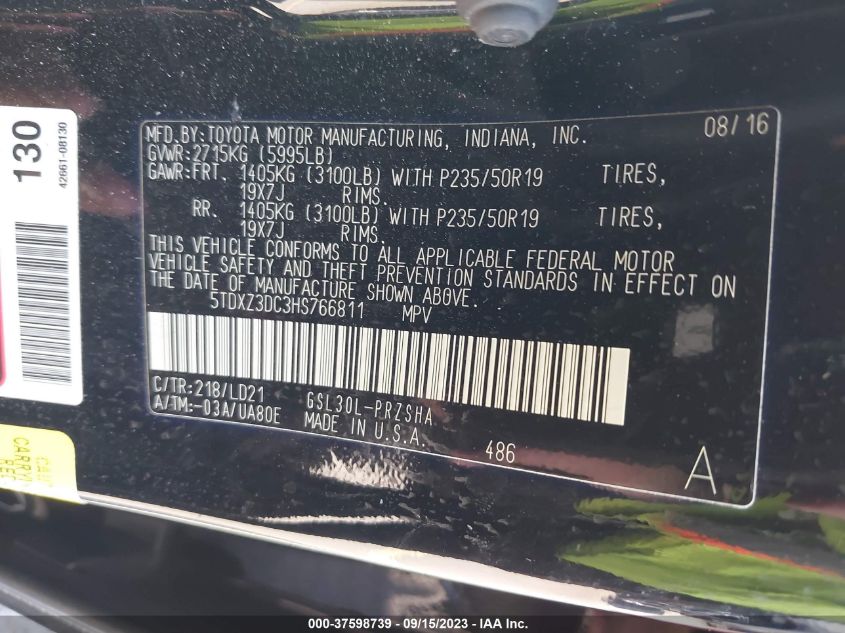 MFD.BY:TOYOTA MOTOR MANUFACTURING, INDIANA, INC. 08/16
GVWR:2715KG (5995LB)
GAWR:FRT. 1405KG (3100LB) WITH P235/50R19 TIRES,
19X7J RIMS.
RR. 1405KG (3100LB) WITH P235/50R19 TIRES,
19X7J RIMS.
THIS VEHICLE CONFORMS TO ALL APPLICABLE FEDERAL MOTOR
VEHICLE SAFETY AND THEFT PREVENTION STANDARDS IN EFFECT ON
THE DATE OF MANUFACTURE SHOWN ABOVE.
5TDXZ3DC3HS766811 MPV
C/TR:218/LD21 GSL30L-PRZSHA
A/TM:-03A/UA80E MADE IN U.S.A.
486
A
130
42661-08130
CARRYI
000-37598739 - 09/15/2023 - IAA Inc.